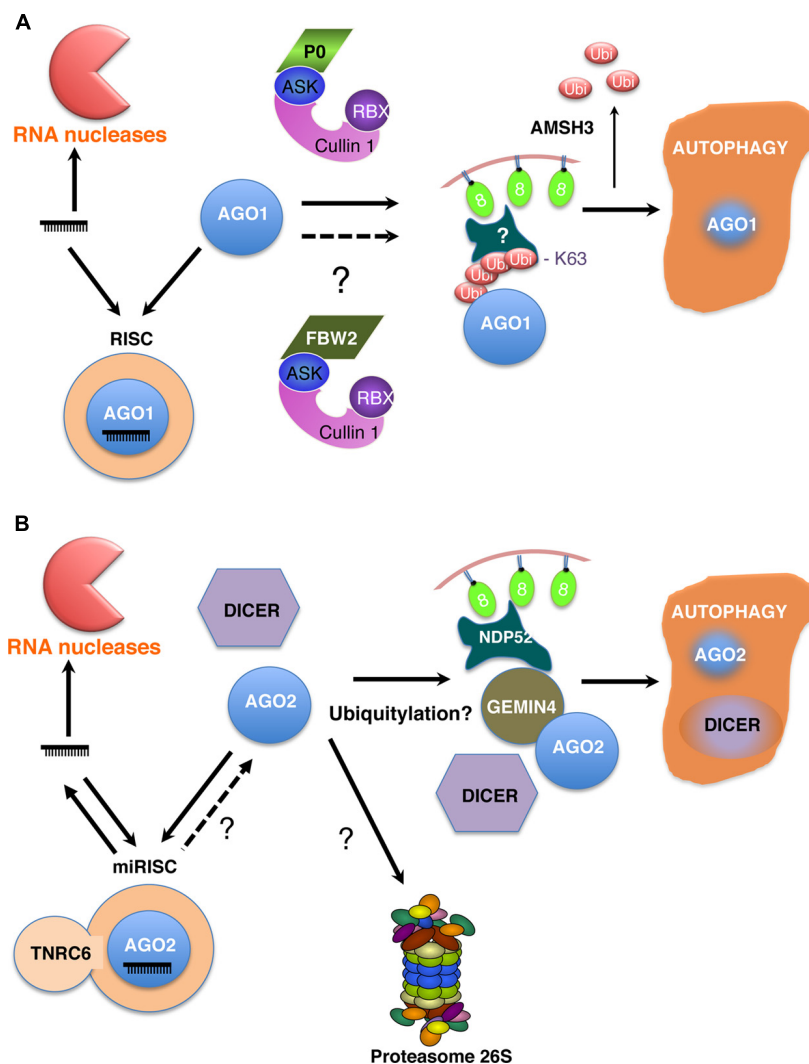 A
P0
ASK
RBX
Cullin 1
RNA nucleases
Ubi
Ubi
Ubi
AMSH3
AUTOPHAGY
8
8
8
AGO1
AGO1
?
Ubi
Ubi
Ubi
Ubi
- K63
?
AGO1
RISC
FBW2
ASK
RBX
Cullin 1
AGO1
B
RNA nucleases
DICER
8
8
8
AUTOPHAGY
NDP52
AGO2
AGO2
Ubiquitylation?
GEMIN4
AGO2
DICER
DICER
?
?
miRISC
TNRC6
AGO2
Proteasome 26S